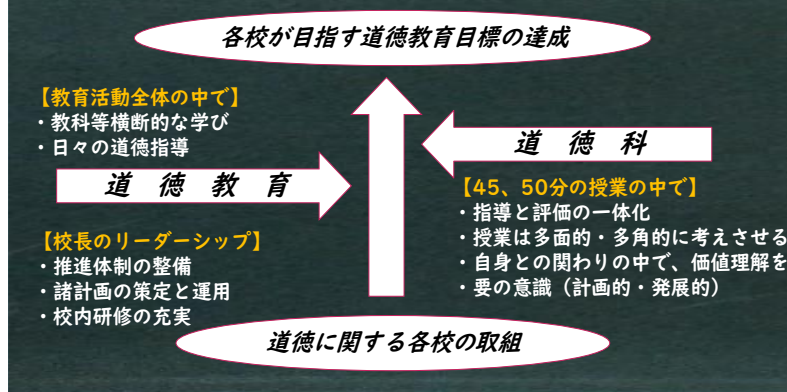 各校が目指す道徳教育目標の達成
【教育活動全体の中で】
・教科等横断的な学び
・日々の道徳指導
道 徳 教 育
【校長のリーダーシップ】
・推進体制の整備
・諸計画の策定と運用
・校内研修の充実
道 徳 科
【45、50分の授業の中で】
・指導と評価の一体化
・授業は多面的・多角的に考えさせる
・自身との関わりの中で、価値理解を
・要の意識（計画的・発展的）
道徳に関する各校の取組